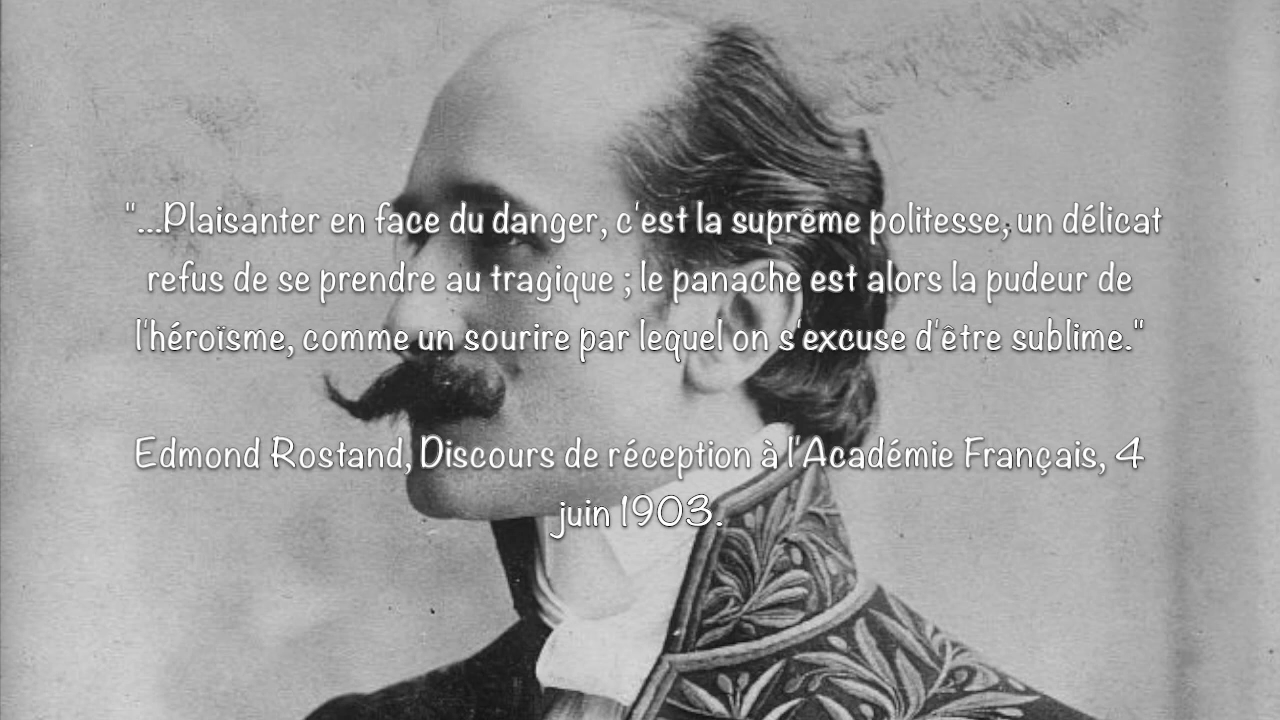 "...Plaisanter en face du danger, c'est la suprême politesse, un délicat
refus de se prendre au tragique ; le panache est alors la pudeur de
l'héroïsme, comme un sourire par lequel on s'excuse d'être sublime."
Edmond Rostand, Discours de réception à l'Académie Français, 4
juin 1903.